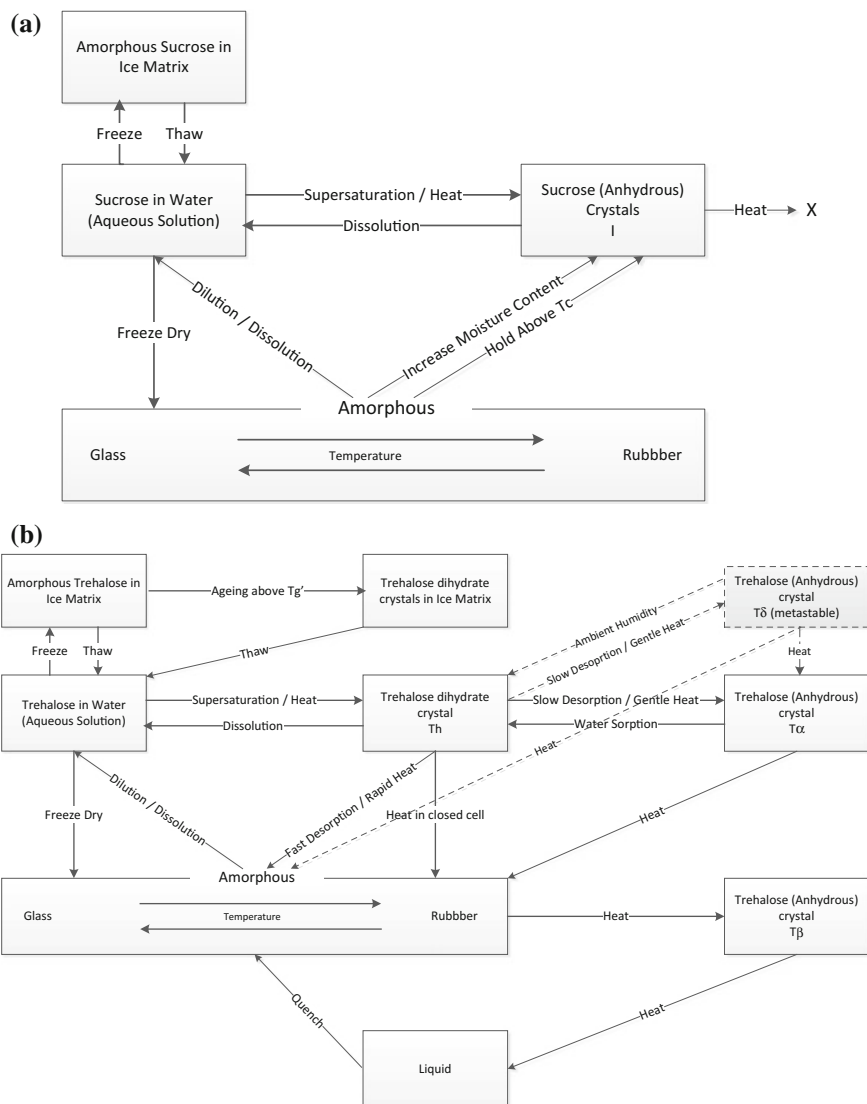 (a)
Amorphous Sucrose in
Ice Matrix
Freeze
Thaw
Sucrose in Water
(Aqueous Solution)
Supersaturation / Heat
Dissolution
Sucrose (Anhydrous)
Crystals
I
Heat
X
Freeze Dry
Dilution / Dissolution
Increase Moisture Content
Hold Above Tc
Amorphous
Glass
Temperature
Rubbber
(b)
Amorphous Trehalose in
Ice Matrix
Ageing above Tg'
Trehalose dihydrate
crystals in Ice Matrix
Trehalose (Anhydrous)
crystal
Tδ (metastable)
Freeze
Thaw
Thaw
Ambient Humidity
Slow Desoprtion / Gentle Heat
Heat
Trehalose in Water
(Aqueous Solution)
Supersaturation / Heat
Dissolution
Trehalose dihydrate
crystal
Th
Slow Desorption / Gentle Heat
Water Sorption
Trehalose (Anhydrous)
crystal
Tα
Heat
Freeze Dry
Dilution / Dissolution
Fast Desorption / Rapid Heat
Heat in closed cell
Heat
Amorphous
Glass
Temperature
Rubbber
Heat
Trehalose (Anhydrous)
crystal
Tβ
Quench
Heat
Liquid